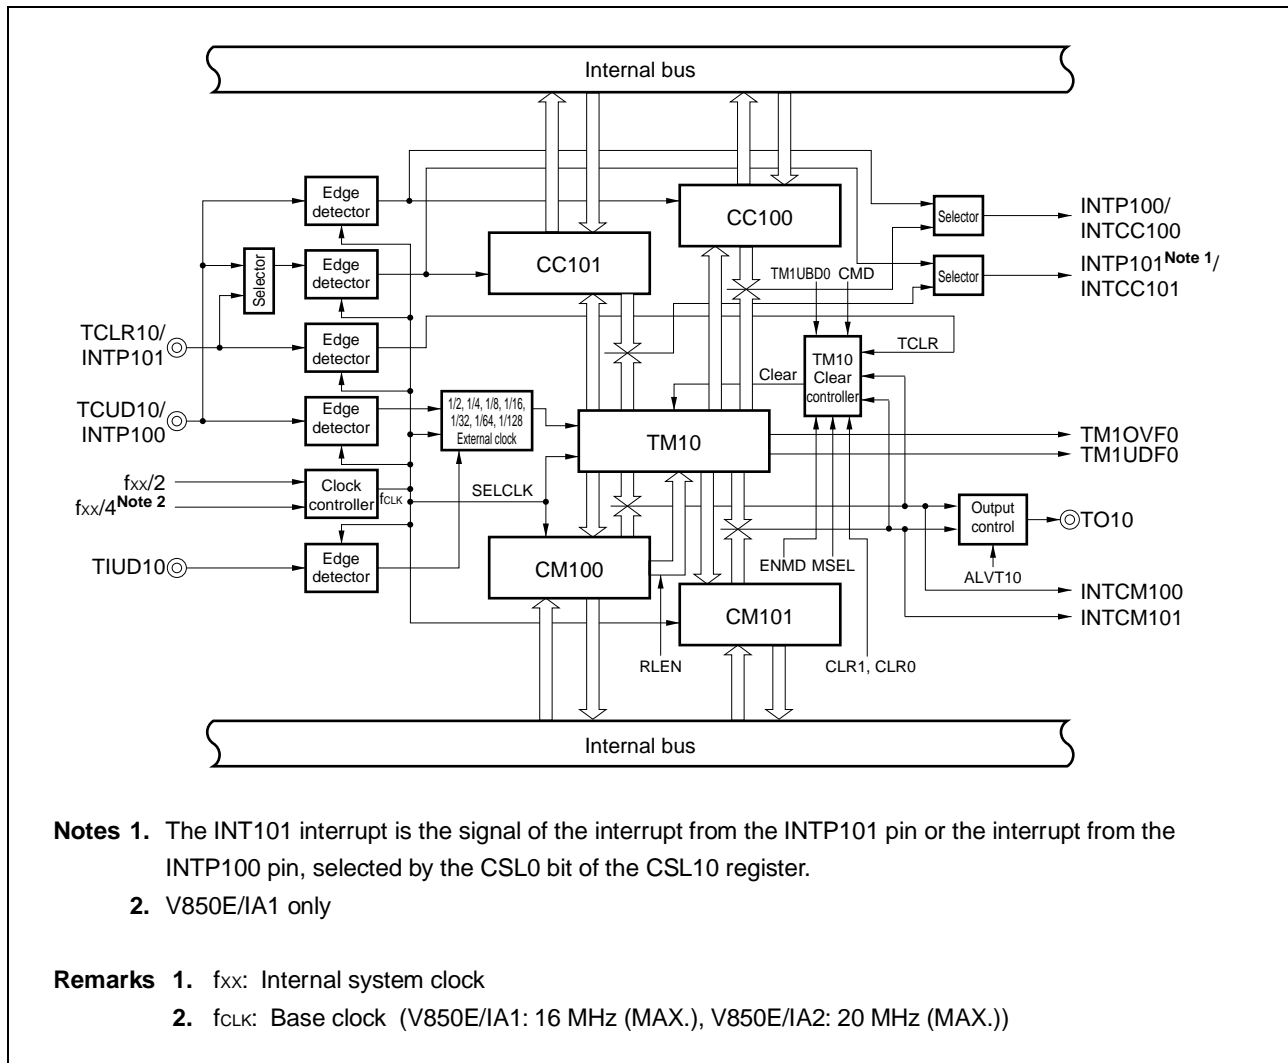 Internal bus
Edge
detector
CC100
Selector
INTP100/
INTCC100
Selector
Edge
detector
CC101
TM1UBD0 CMD
Selector
INTP101Note 1/
INTCC101
TCLR10/
INTP101
Edge
detector
TCLR
TM10
Clear
controller
Clear
TCUD10/
INTP100
Edge
detector
1/2, 1/4, 1/8, 1/16,
1/32, 1/64, 1/128
External clock
TM10
TM1OVF0
TM1UDF0
fxx/2
fxx/4Note 2
Clock
controller
fCLK
SELCLK
Output
control
TO10
TIUD10
Edge
detector
CM100
ENMD MSEL
ALVT10
INTCM100
CM101
INTCM101
RLEN
CLR1, CLR0
Internal bus
Notes 1. The INT101 interrupt is the signal of the interrupt from the INTP101 pin or the interrupt from the
INTP100 pin, selected by the CSL0 bit of the CSL10 register.
2. V850E/IA1 only
Remarks 1. fxx: Internal system clock
2. fCLK: Base clock (V850E/IA1: 16 MHz (MAX.), V850E/IA2: 20 MHz (MAX.))